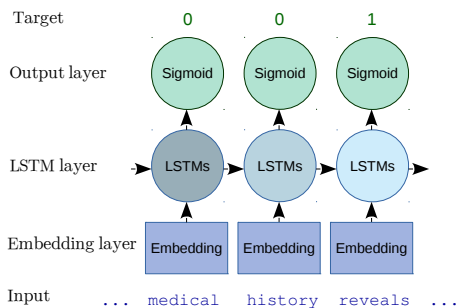 Target 0 0 1
Output layer Sigmoid Sigmoid Sigmoid
LSTM layer LSTMs LSTMs LSTMs
Embedding layer Embedding Embedding Embedding
Input ... medical history reveals ...